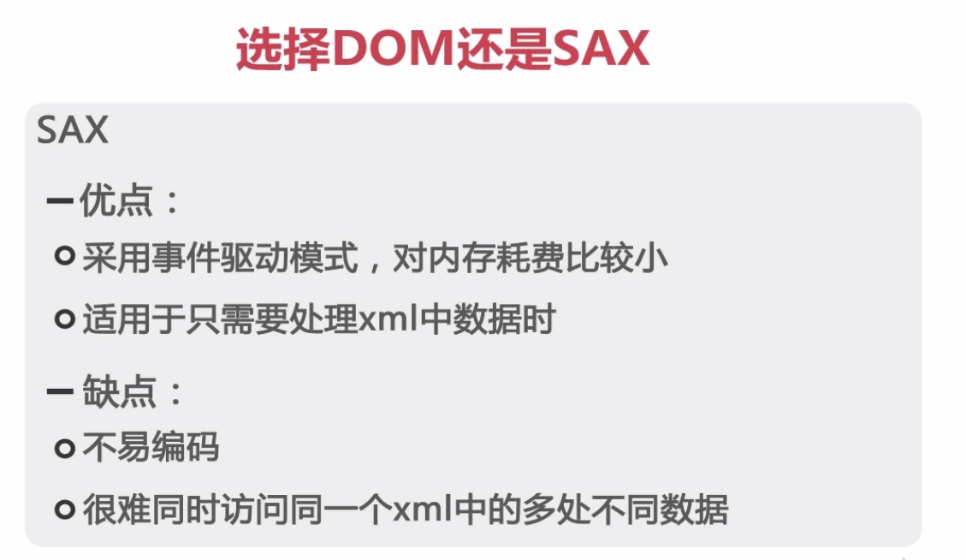 选择DOM还是SAX
SAX
– 优点：
采用事件驱动模式，对内存耗费比较小
适用于只需要处理xml中数据时
– 缺点：
不易编码
很难同时访问同一个xml中的多处不同数据